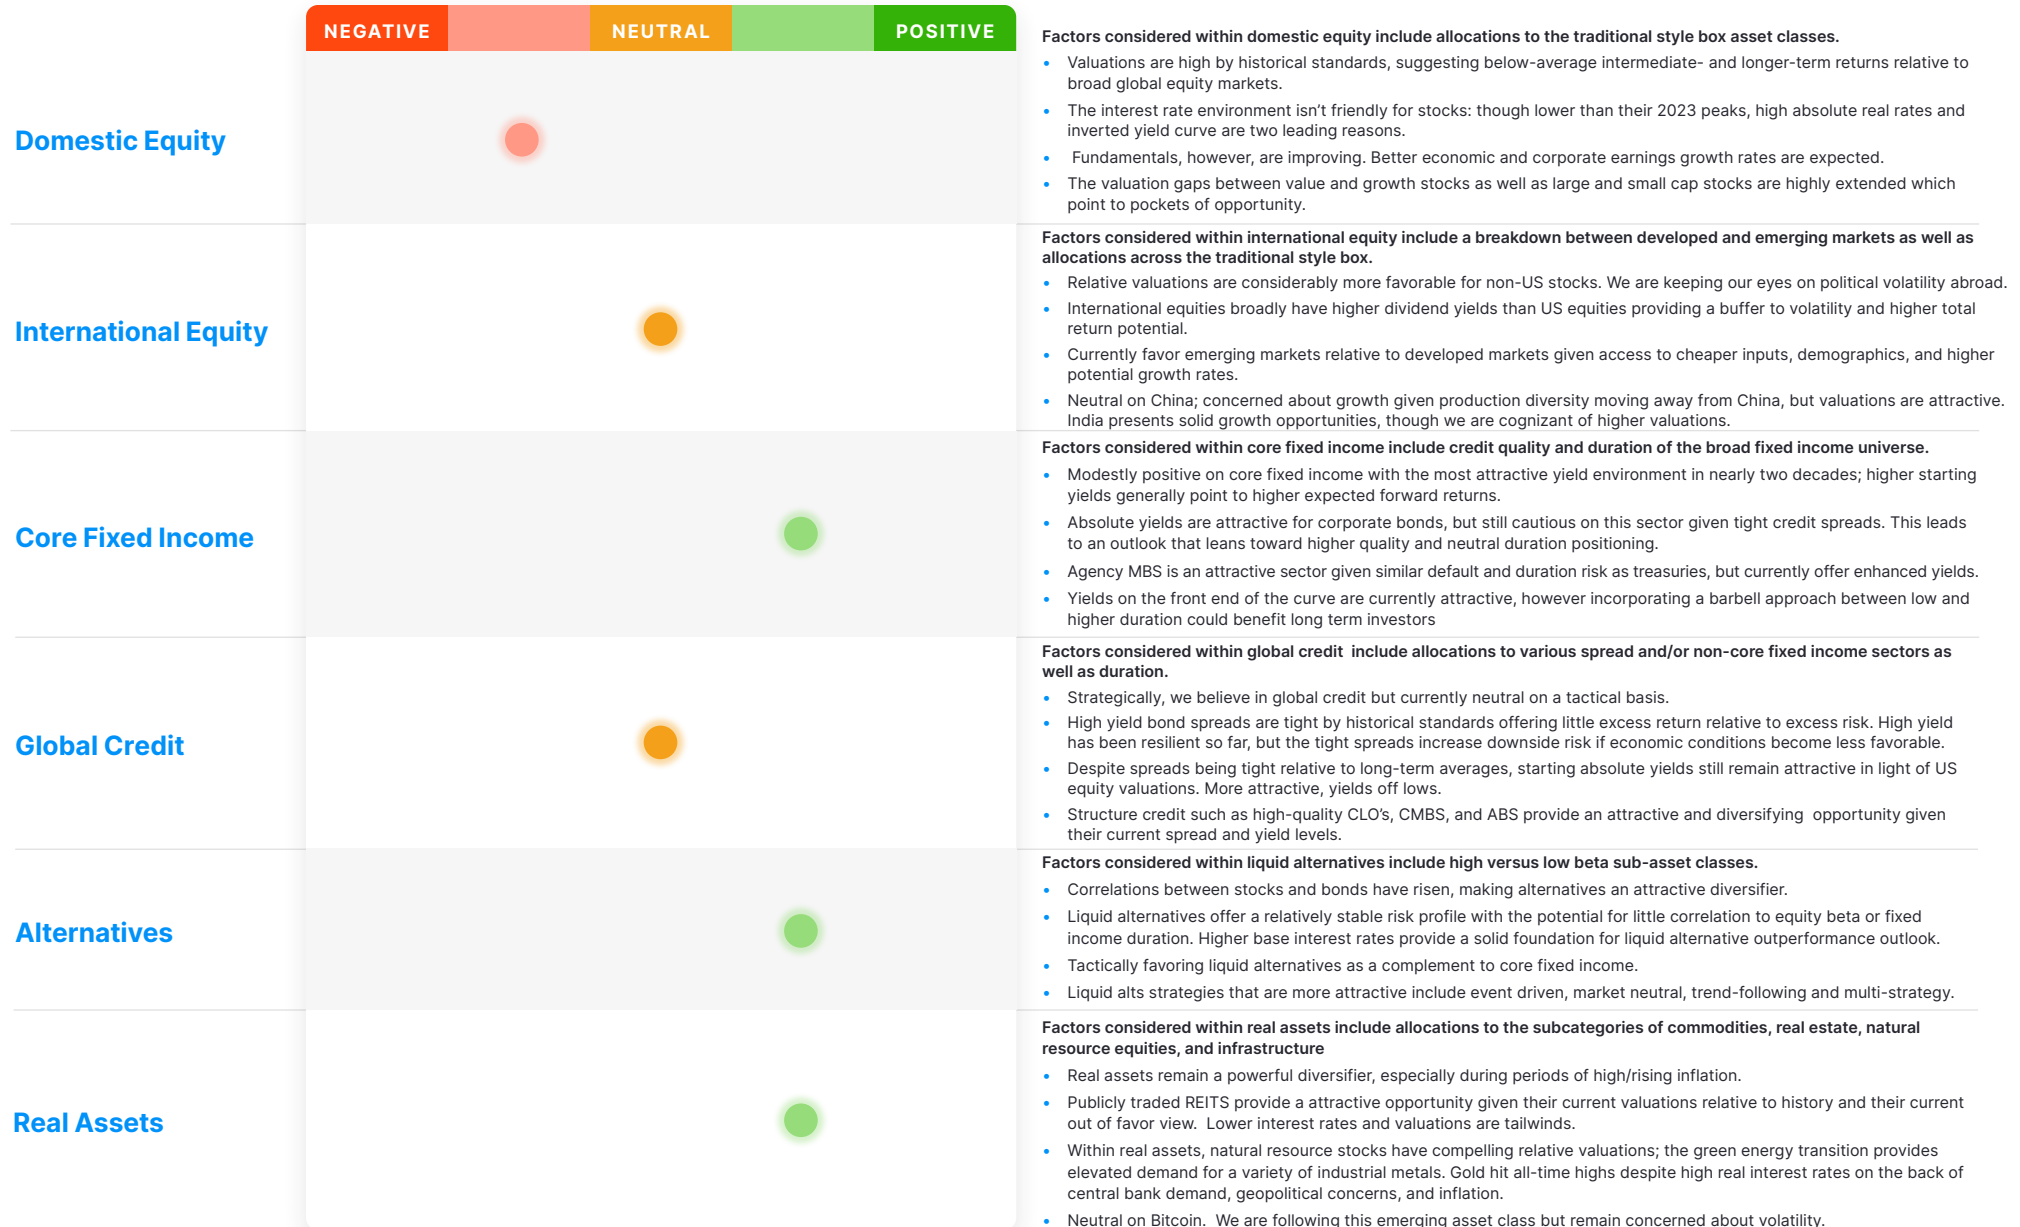 NEGATIVE NEUTRAL POSITIVE
Domestic Equity
Factors considered within domestic equity include allocations to the traditional style box asset classes.
• Valuations are high by historical standards, suggesting below-average intermediate- and longer-term returns relative to
broad global equity markets.
• The interest rate environment isn’t friendly for stocks: though lower than their 2023 peaks, high absolute real rates and
inverted yield curve are two leading reasons.
• Fundamentals, however, are improving. Better economic and corporate earnings growth rates are expected.
• The valuation gaps between value and growth stocks as well as large and small cap stocks are highly extended which
point to pockets of opportunity.
International Equity
Factors considered within international equity include a breakdown between developed and emerging markets as well as
allocations across the traditional style box.
• Relative valuations are considerably more favorable for non-US stocks. We are keeping our eyes on political volatility abroad.
• International equities broadly have higher dividend yields than US equities providing a buffer to volatility and higher total
return potential.
• Currently favor emerging markets relative to developed markets given access to cheaper inputs, demographics, and higher
potential growth rates.
• Neutral on China; concerned about growth given production diversity moving away from China, but valuations are attractive.
India presents solid growth opportunities, though we are cognizant of higher valuations.
Core Fixed Income
Factors considered within core fixed income include credit quality and duration of the broad fixed income universe.
• Modestly positive on core fixed income with the most attractive yield environment in nearly two decades; higher starting
yields generally point to higher expected forward returns.
• Absolute yields are attractive for corporate bonds, but still cautious on this sector given tight credit spreads. This leads
to an outlook that leans toward higher quality and neutral duration positioning.
• Agency MBS is an attractive sector given similar default and duration risk as treasuries, but currently offer enhanced yields.
• Yields on the front end of the curve are currently attractive, however incorporating a barbell approach between low and
higher duration could benefit long term investors
Global Credit
Factors considered within global credit  include allocations to various spread and/or non-core fixed income sectors as
well as duration.
• Strategically, we believe in global credit but currently neutral on a tactical basis.
• High yield bond spreads are tight by historical standards offering little excess return relative to excess risk. High yield
has been resilient so far, but the tight spreads increase downside risk if economic conditions become less favorable.
• Despite spreads being tight relative to long-term averages, starting absolute yields still remain attractive in light of US
equity valuations. More attractive, yields off lows.
• Structure credit such as high-quality CLO’s, CMBS, and ABS provide an attractive and diversifying  opportunity given
their current spread and yield levels.
Alternatives
Factors considered within liquid alternatives include high versus low beta sub-asset classes.
• Correlations between stocks and bonds have risen, making alternatives an attractive diversifier.
• Liquid alternatives offer a relatively stable risk profile with the potential for little correlation to equity beta or fixed
income duration. Higher base interest rates provide a solid foundation for liquid alternative outperformance outlook.
• Tactically favoring liquid alternatives as a complement to core fixed income.
• Liquid alts strategies that are more attractive include event driven, market neutral, trend-following and multi-strategy.
Real Assets
Factors considered within real assets include allocations to the subcategories of commodities, real estate, natural
resource equities, and infrastructure
• Real assets remain a powerful diversifier, especially during periods of high/rising inflation.
• Publicly traded REITS provide a attractive opportunity given their current valuations relative to history and their current
out of favor view.  Lower interest rates and valuations are tailwinds.
• Within real assets, natural resource stocks have compelling relative valuations; the green energy transition provides
elevated demand for a variety of industrial metals. Gold hit all-time highs despite high real interest rates on the back of
central bank demand, geopolitical concerns, and inflation.
• Neutral on Bitcoin.  We are following this emerging asset class but remain concerned about volatility.